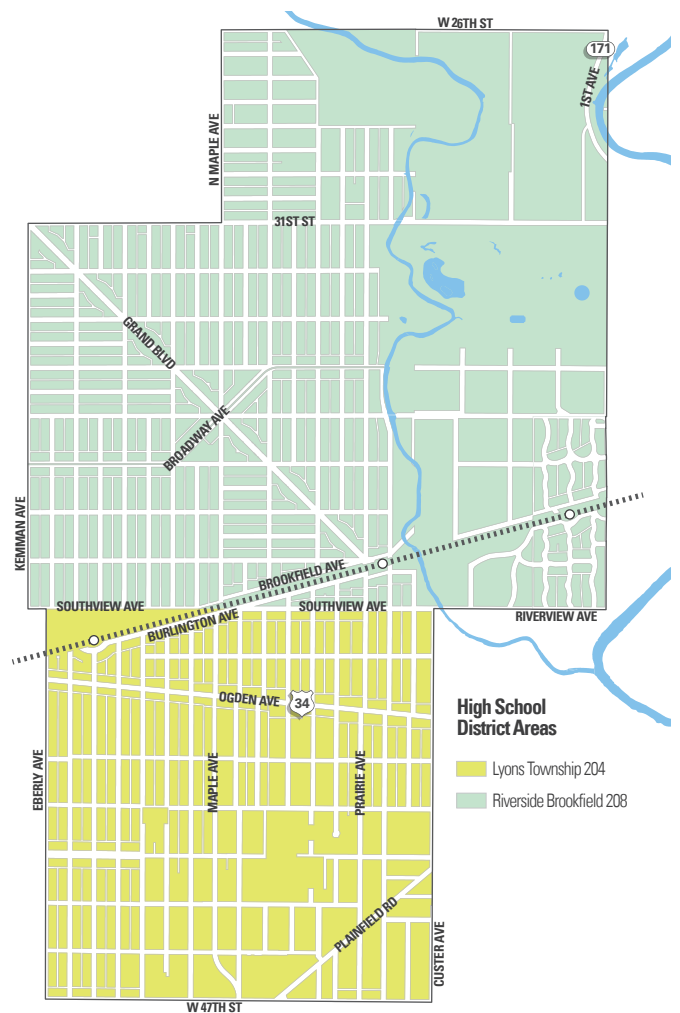 W 26TH ST
171
1ST AVE
N MAPLE AVE
31ST ST
GRAND BLVD
BROADWAY AVE
KEMMAN AVE
BROOKFIELD AVE
SOUTHVIEW AVE
SOUTHVIEW AVE
BURLINGTON AVE
RIVERVIEW AVE
OGDEN AVE
34
High School
District Areas
Lyons Township 204
Riverside Brookfield 208
EBERLY AVE
MAPLE AVE
PRAIRIE AVE
PLAINFIELD RD
CUSTER AVE
W 47TH ST